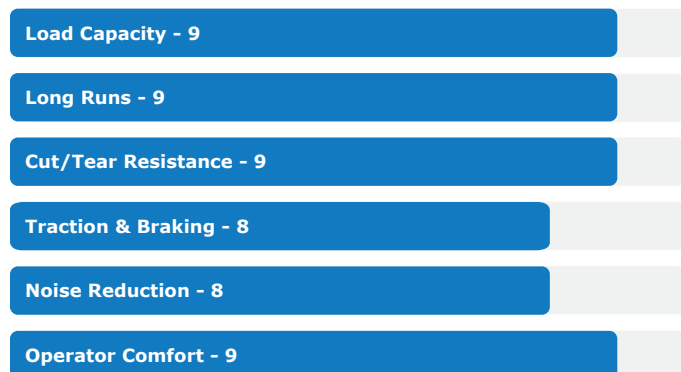 Load Capacity - 9
Long Runs - 9
Cut/Tear Resistance - 9
Traction & Braking - 8
Noise Reduction - 8
Operator Comfort - 9